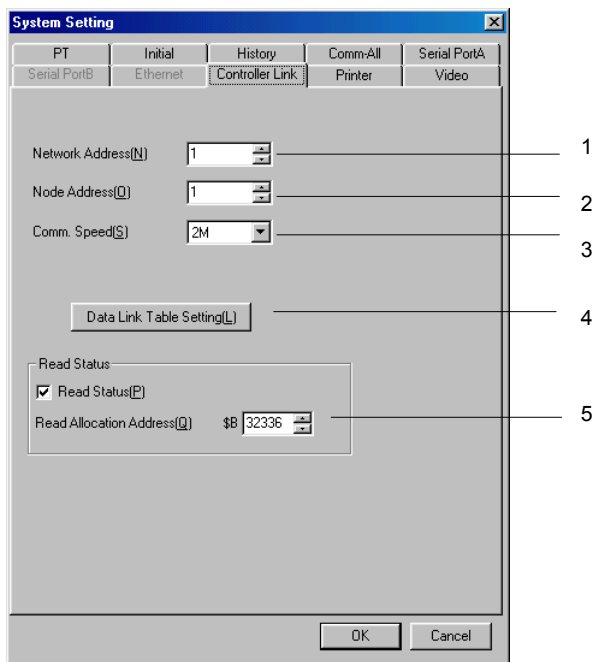 System Setting
PT Initial History Comm-All Serial PortA
Serial PortB Ethernet Controller Link Printer Video
Network Address(N) 1 1
Node Address(O) 1 2
Comm. Speed(S) 2M 3
Data Link Table Setting(L) 4
Read Status
Read Status(P)
Read Allocation Address(Q) $B 32336 5
OK Cancel